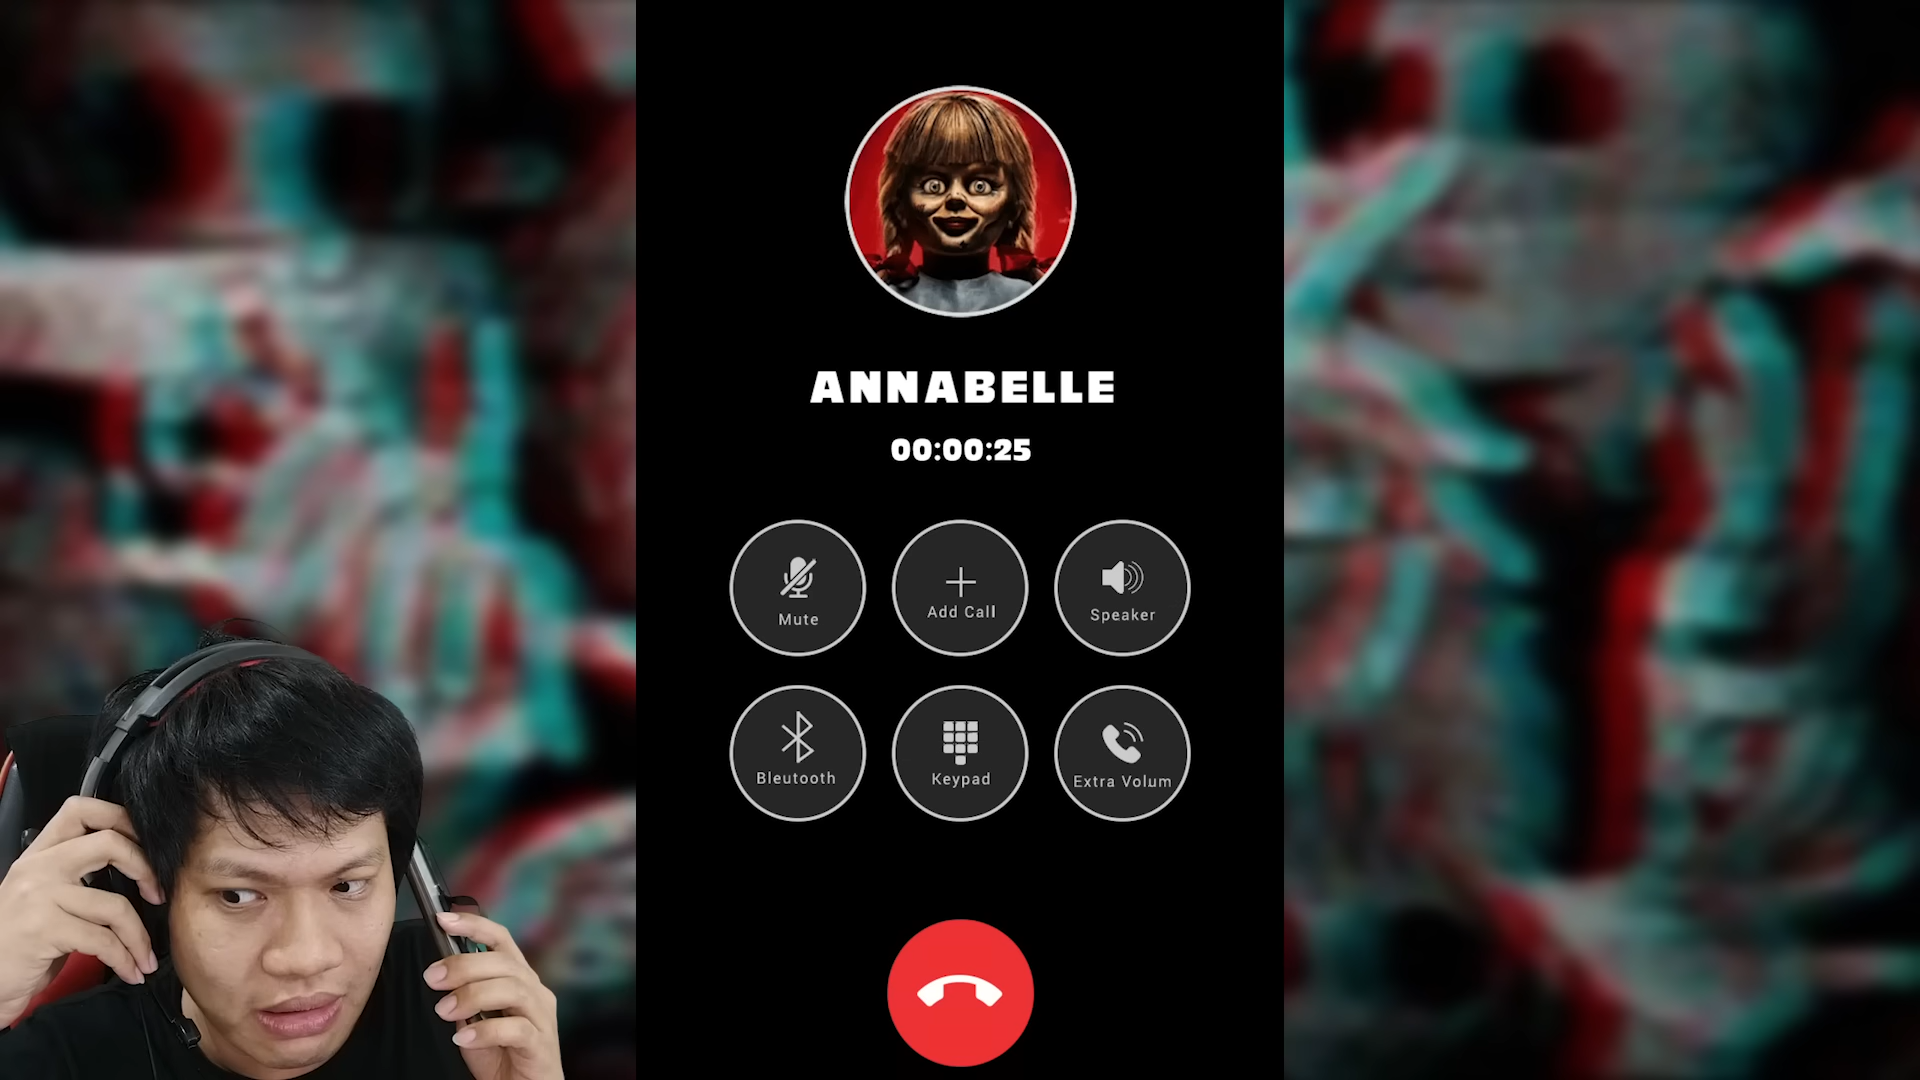 ANNABELLE
00:00:25
Mute
Add Call
Speaker
Bleutooth
Keypad
Extra Volum